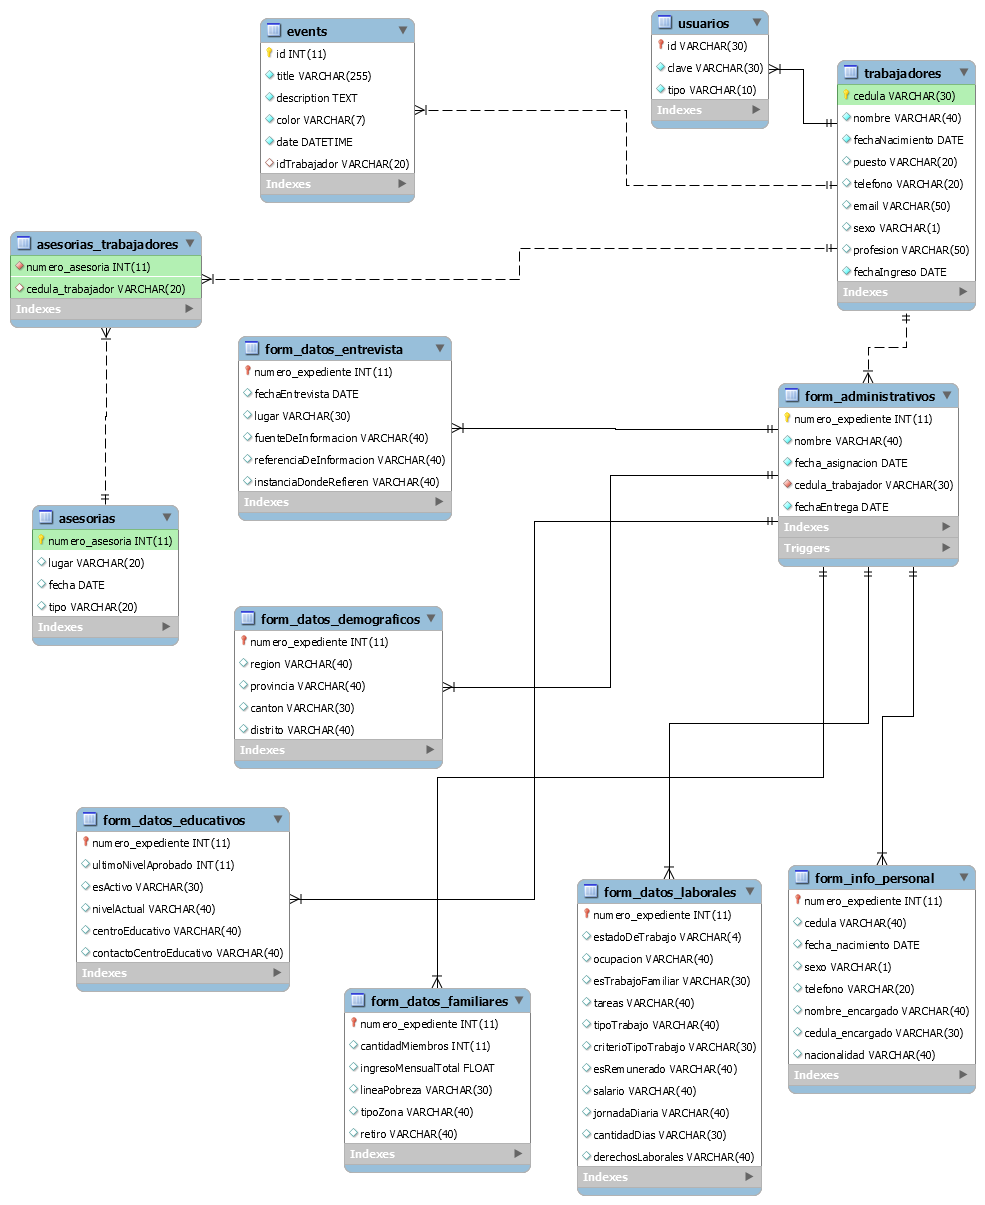 events
id INT(11)
title VARCHAR(255)
description TEXT
color VARCHAR(7)
date DATETIME
idTrabajador VARCHAR(20)
Indexes
usuarios
id VARCHAR(30)
clave VARCHAR(30)
tipo VARCHAR(10)
Indexes
trabajadores
cedula VARCHAR(30)
nombre VARCHAR(40)
fechaNacimiento DATE
puesto VARCHAR(20)
telefono VARCHAR(20)
email VARCHAR(50)
sexo VARCHAR(1)
profesion VARCHAR(50)
fechaIngreso DATE
Indexes
asesorias_trabajadores
numero_asesoria INT(11)
cedula_trabajador VARCHAR(20)
Indexes
form_datos_entrevista
numero_expediente INT(11)
fechaEntrevista DATE
lugar VARCHAR(30)
fuenteDeInformacion VARCHAR(40)
referenciaDeInformacion VARCHAR(40)
instanciaDondeRefieren VARCHAR(40)
Indexes
form_administrativos
numero_expediente INT(11)
nombre VARCHAR(40)
fecha_asignacion DATE
cedula_trabajador VARCHAR(30)
fechaEntrega DATE
Indexes
Triggers
asesorias
numero_asesoria INT(11)
lugar VARCHAR(20)
fecha DATE
tipo VARCHAR(20)
Indexes
form_datos_demograficos
numero_expediente INT(11)
region VARCHAR(40)
provincia VARCHAR(40)
canton VARCHAR(30)
distrito VARCHAR(40)
Indexes
form_datos_educativos
numero_expediente INT(11)
ultimoNivelAprobado INT(11)
esActivo VARCHAR(30)
nivelActual VARCHAR(40)
centroEducativo VARCHAR(40)
contactoCentroEducativo VARCHAR(40)
Indexes
form_datos_familiares
numero_expediente INT(11)
cantidadMiembros INT(11)
ingresoMensualTotal FLOAT
lineaPobreza VARCHAR(30)
tipoZona VARCHAR(40)
retiro VARCHAR(40)
Indexes
form_datos_laborales
numero_expediente INT(11)
estadoDeTrabajo VARCHAR(4)
ocupacion VARCHAR(40)
esTrabajoFamiliar VARCHAR(30)
tareas VARCHAR(40)
tipoTrabajo VARCHAR(40)
criterioTipoTrabajo VARCHAR(30)
esRemunerado VARCHAR(40)
salario VARCHAR(40)
jornadaDiaria VARCHAR(40)
cantidadDias VARCHAR(30)
derechosLaborales VARCHAR(40)
Indexes
form_info_personal
numero_expediente INT(11)
cedula VARCHAR(40)
fecha_nacimiento DATE
sexo VARCHAR(1)
telefono VARCHAR(20)
nombre_encargado VARCHAR(40)
cedula_encargado VARCHAR(30)
nacionalidad VARCHAR(40)
Indexes